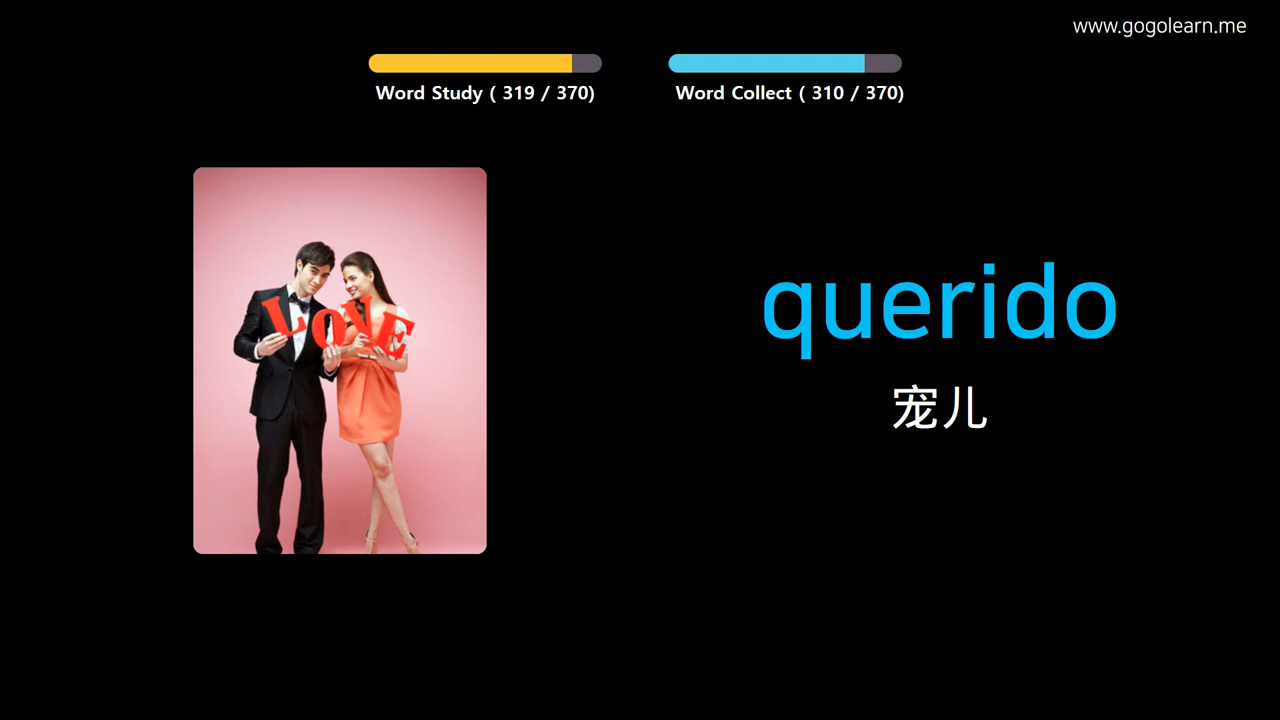 www.gogolearn.me
Word Study ( 319 / 370)
Word Collect ( 310 / 370)
LOVE
querido
宠儿